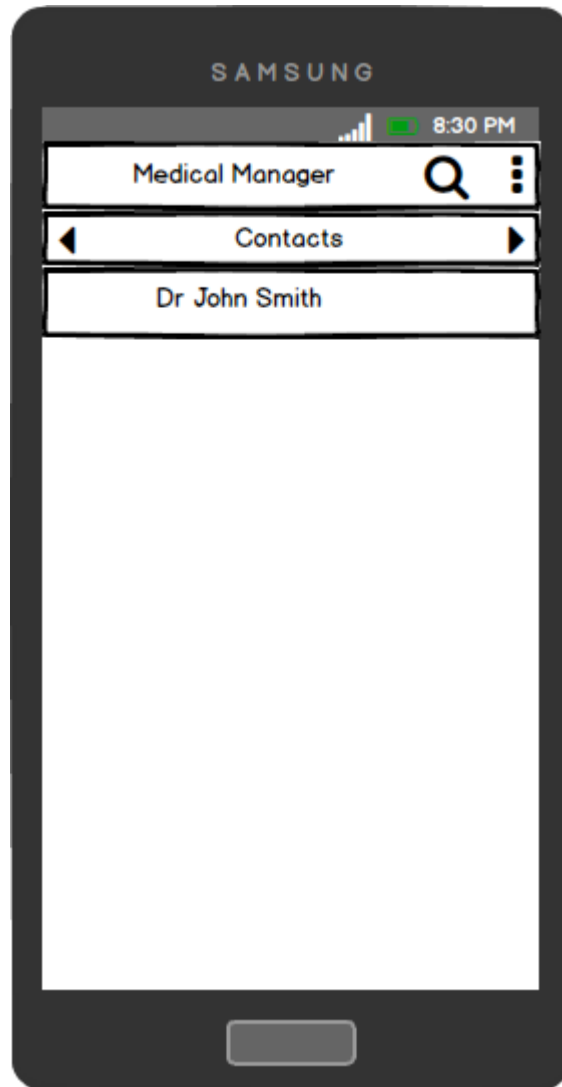 SAMSUNG
8:30 PM
Medical Manager
Contacts
Dr John Smith